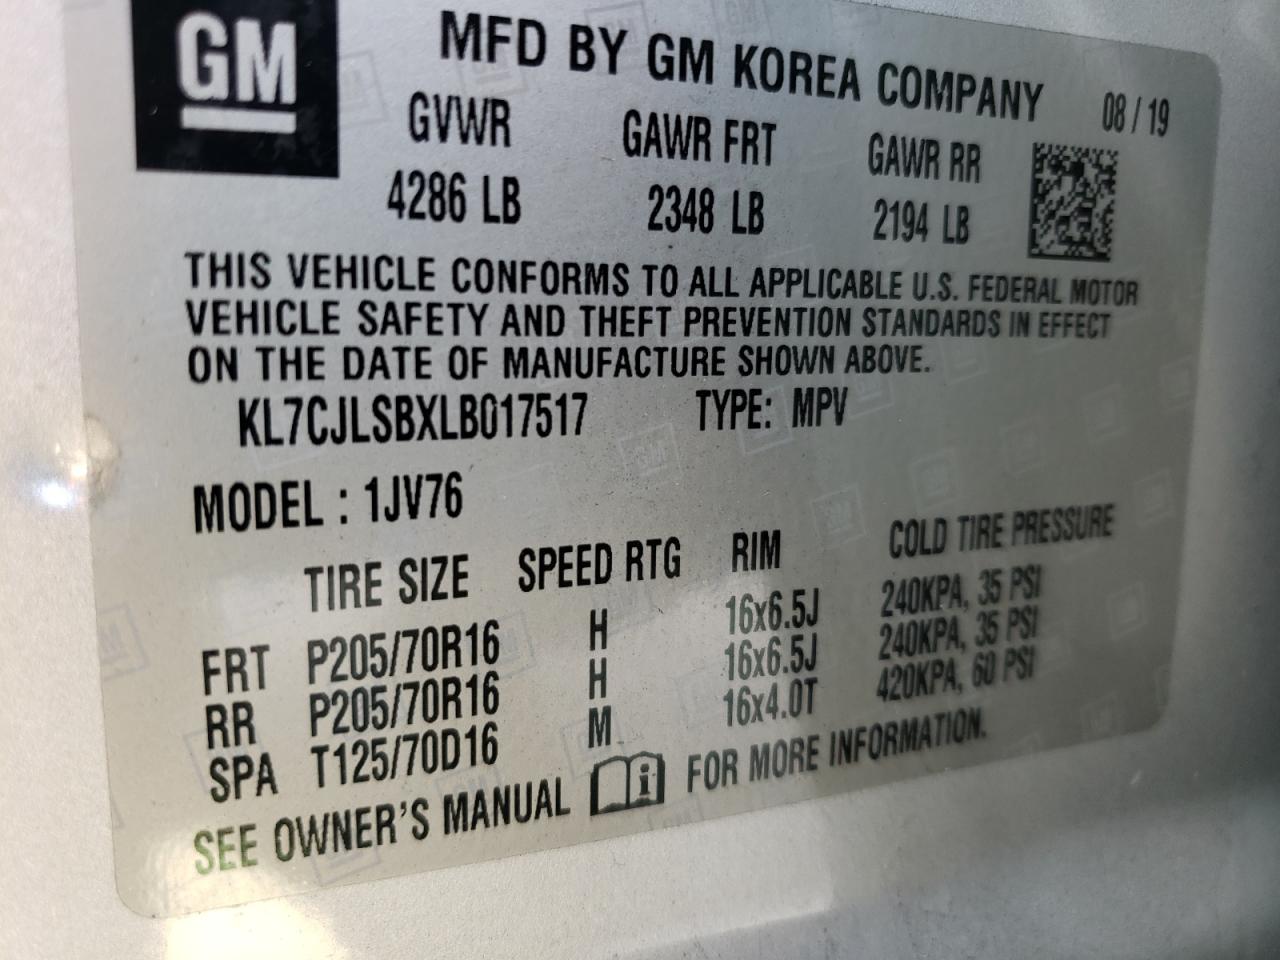 GM
MFD BY GM KOREA COMPANY 08 / 19
GVWR GAWR FRT GAWR RR
4286 LB 2348 LB 2194 LB
THIS VEHICLE CONFORMS TO ALL APPLICABLE U.S. FEDERAL MOTOR
VEHICLE SAFETY AND THEFT PREVENTION STANDARDS IN EFFECT
ON THE DATE OF MANUFACTURE SHOWN ABOVE.
KL7CJLSBXLB017517 TYPE: MPV
MODEL : 1JV76
TIRE SIZE SPEED RTG RIM COLD TIRE PRESSURE
FRT P205/70R16 H 16x6.5J 240KPA, 35 PSI
RR P205/70R16 H 16x6.5J 240KPA, 35 PSI
SPA T125/70D16 M 16x4.0T 420KPA, 60 PSI
SEE OWNER'S MANUAL FOR MORE INFORMATION.